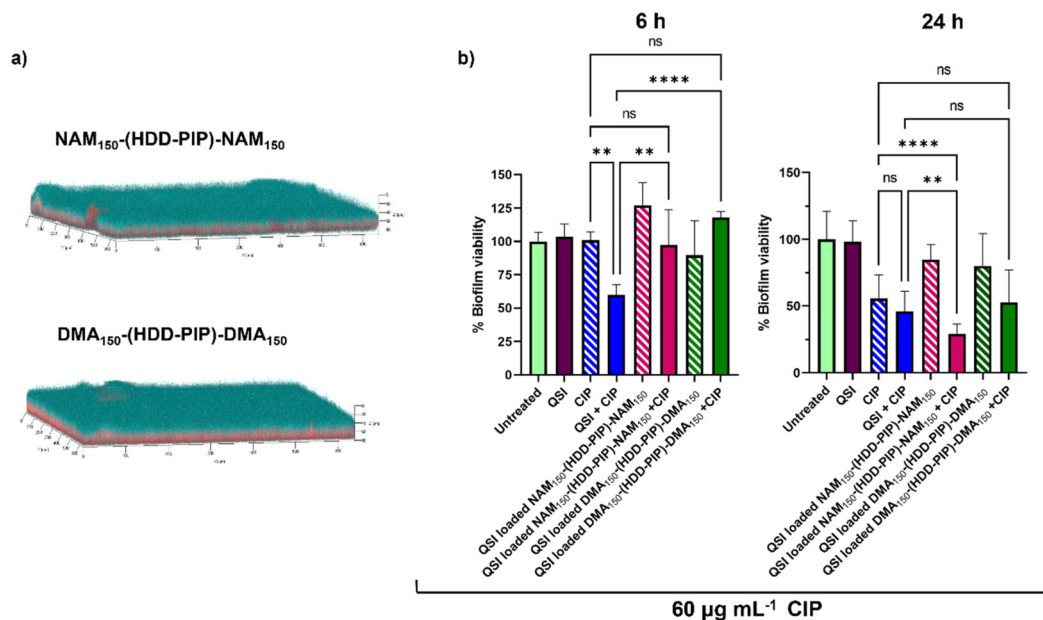 a)
NAM₁₅₀-(HDD-PIP)-NAM₁₅₀
DMA₁₅₀-(HDD-PIP)-DMA₁₅₀
b)
6 h
ns
****
ns
**
**
% Biofilm viability
150
125
100
75
50
25
0
Untreated
QSI
CIP
QSI + CIP
QSI loaded NAM₁₅₀-(HDD-PIP)-NAM₁₅₀
QSI loaded NAM₁₅₀-(HDD-PIP)-NAM₁₅₀ +CIP
QSI loaded DMA₁₅₀-(HDD-PIP)-DMA₁₅₀
QSI loaded DMA₁₅₀-(HDD-PIP)-DMA₁₅₀ +CIP
24 h
ns
ns
****
ns
**
% Biofilm viability
150
100
50
0
Untreated
QSI
CIP
QSI + CIP
QSI loaded NAM₁₅₀-(HDD-PIP)-NAM₁₅₀
QSI loaded NAM₁₅₀-(HDD-PIP)-NAM₁₅₀ + CIP
QSI loaded DMA₁₅₀-(HDD-PIP)-DMA₁₅₀
QSI loaded DMA₁₅₀-(HDD-PIP)-DMA₁₅₀ +CIP
60 µg mL⁻¹ CIP